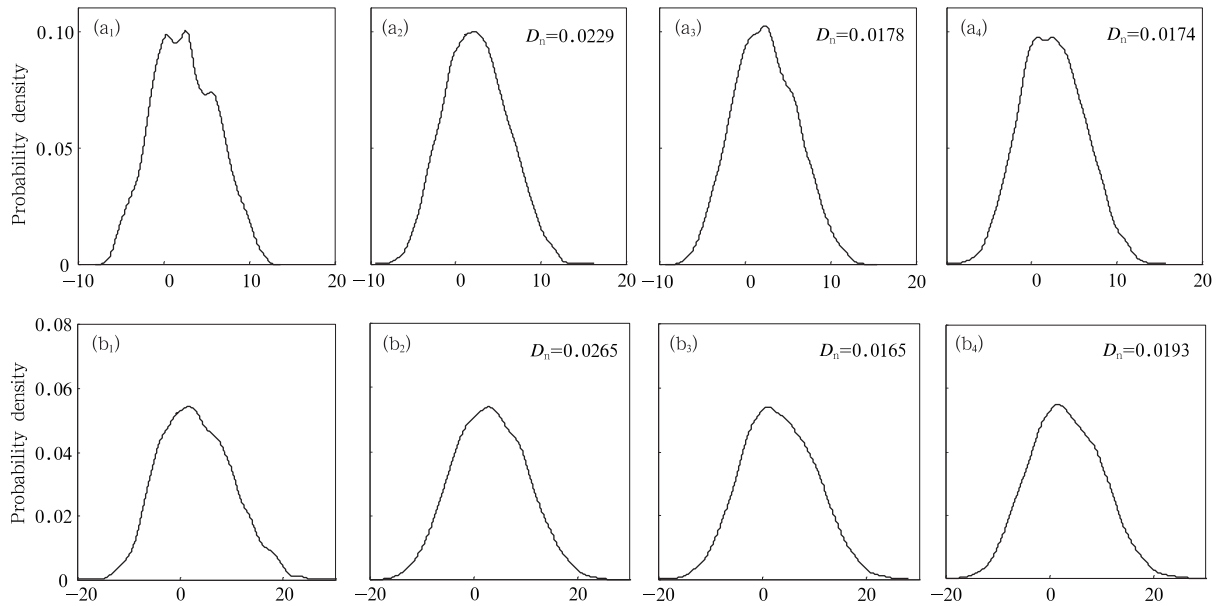 (a₁)
(a₂)
Dₙ=0.0229
(a₃)
Dₙ=0.0178
(a₄)
Dₙ=0.0174
Probability density
0.10
0.05
0
−10 0 10 20
−10 0 10 20
−10 0 10 20
0 10 20
(b₁)
(b₂)
Dₙ=0.0265
(b₃)
Dₙ=0.0165
(b₄)
Dₙ=0.0193
Probability density
0.08
0.06
0.04
0.02
0
−20 0 20
−20 0 20
−20 0 20
−20 0 20